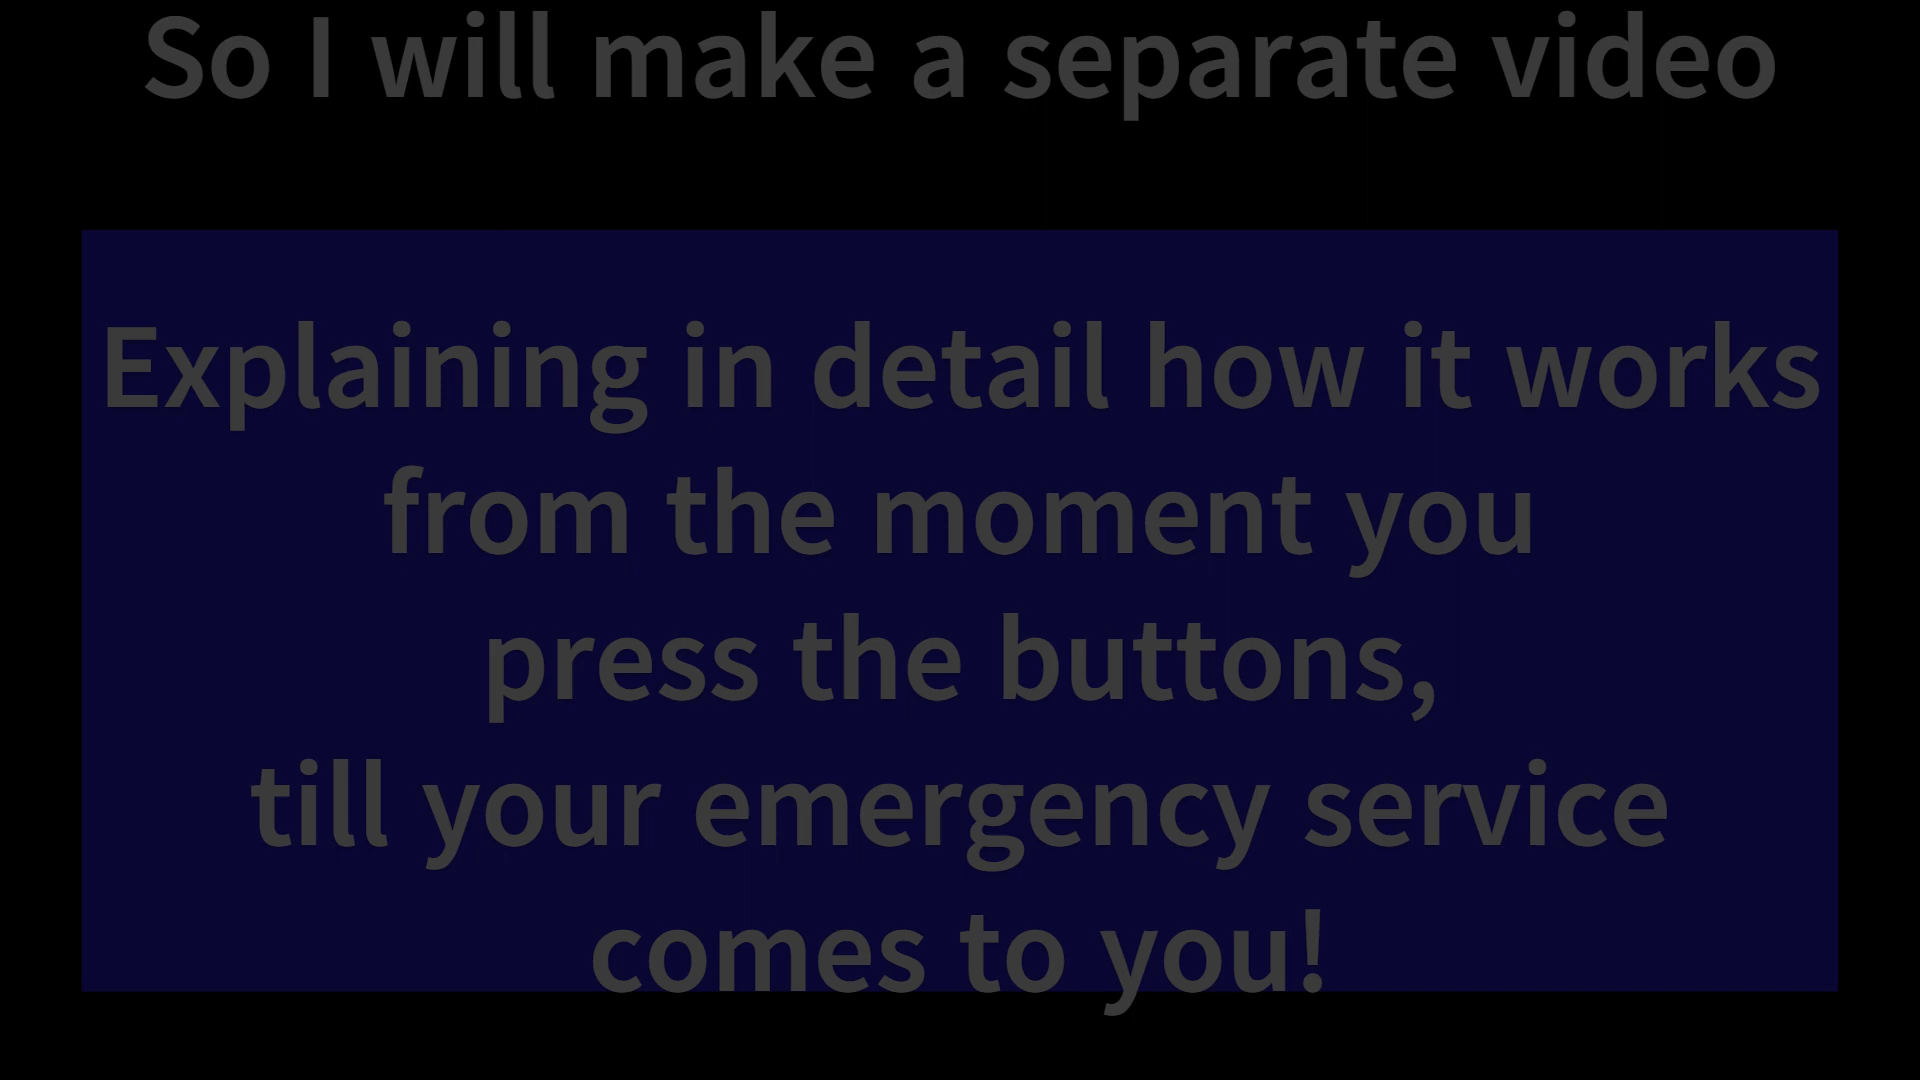 So I will make a separate video
Explaining in detail how it works
from the moment you
press the buttons,
till your emergency service
comes to you!